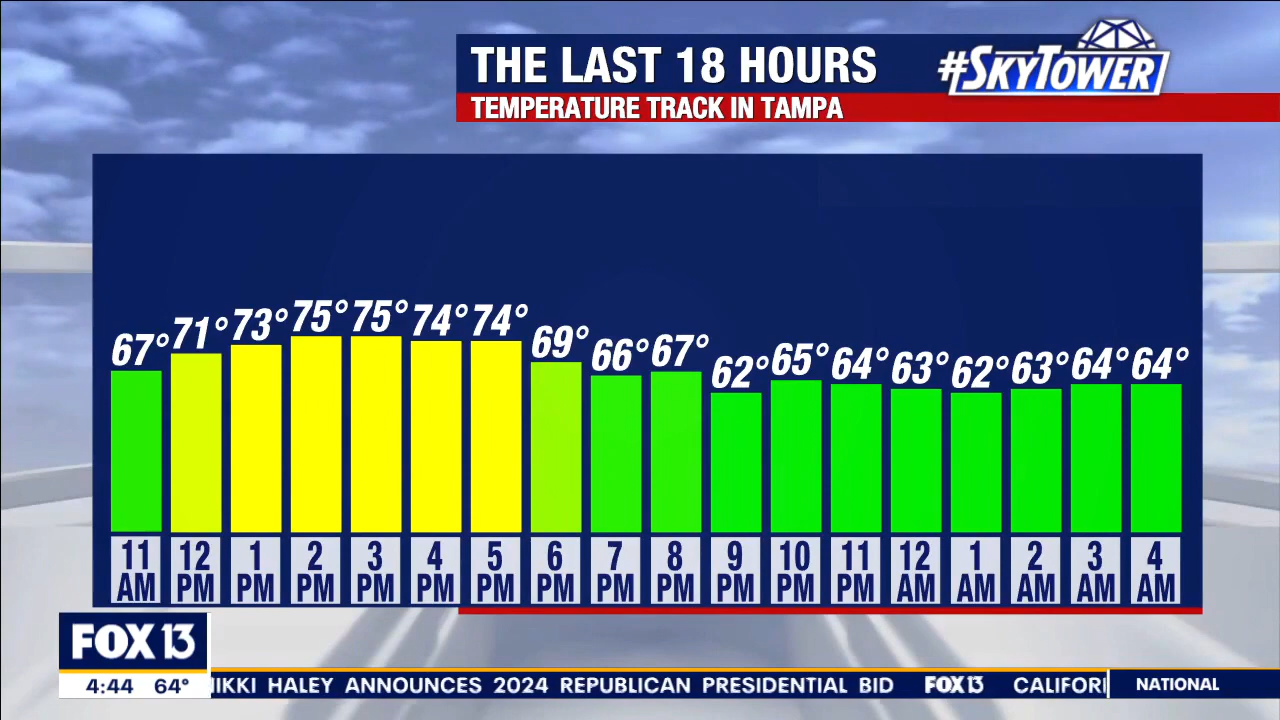 THE LAST 18 HOURS
#SKYTOWER
TEMPERATURE TRACK IN TAMPA
67° 71° 73° 75° 75° 74° 74° 69° 66° 67° 62° 65° 64° 63° 62° 63° 64° 64°
11 12 1 2 3 4 5 6 7 8 9 10 11 12 1 2 3 4
AM PM PM PM PM PM PM PM PM PM PM PM PM AM AM AM AM AM
FOX 13
4:44 64° IKKI HALEY ANNOUNCES 2024 REPUBLICAN PRESIDENTIAL BID FOX 13 CALIFOR NATIONAL